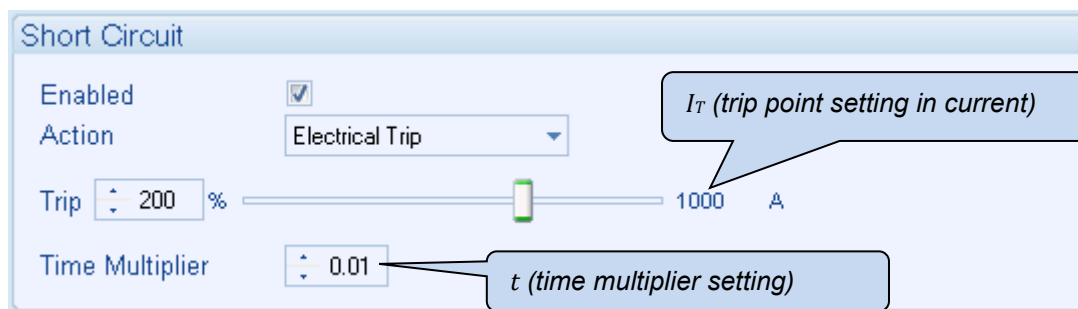 Short Circuit
Enabled
Action Electrical Trip
I_T (trip point setting in current)
Trip 200 % 1000 A
Time Multiplier 0.01
t (time multiplier setting)